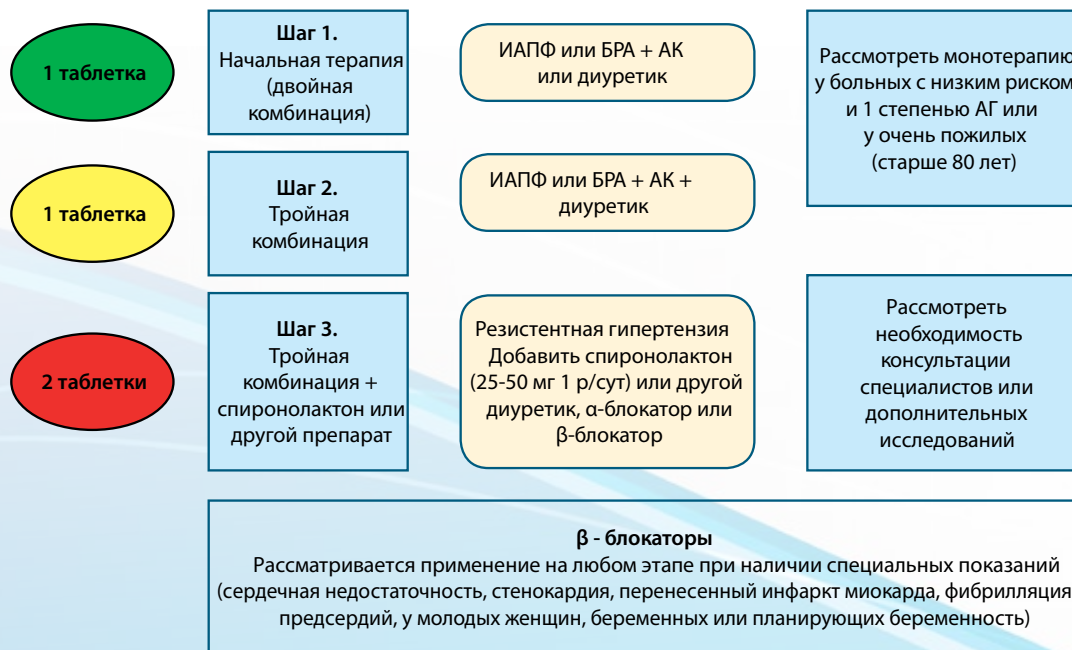 1 таблетка
Шаг 1.
Начальная терапия
(двойная
комбинация)
ИАПФ или БРА + АК
или диуретик
Рассмотреть монотерапию
у больных с низким риском
и 1 степенью АГ или
у очень пожилых
(старше 80 лет)
1 таблетка
Шаг 2.
Тройная
комбинация
ИАПФ или БРА + АК +
диуретик
2 таблетки
Шаг 3.
Тройная
комбинация +
спиронолактон или
другой препарат
Резистентная гипертензия
Добавить спиронолактон
(25-50 мг 1 р/сут) или другой
диуретик, α-блокатор или
β-блокатор
Рассмотреть
необходимость
консультации
специалистов или
дополнительных
исследований
β - блокаторы
Рассматривается применение на любом этапе при наличии специальных показаний
(сердечная недостаточность, стенокардия, перенесенный инфаркт миокарда, фибрилляция
предсердий, у молодых женщин, беременных или планирующих беременность)